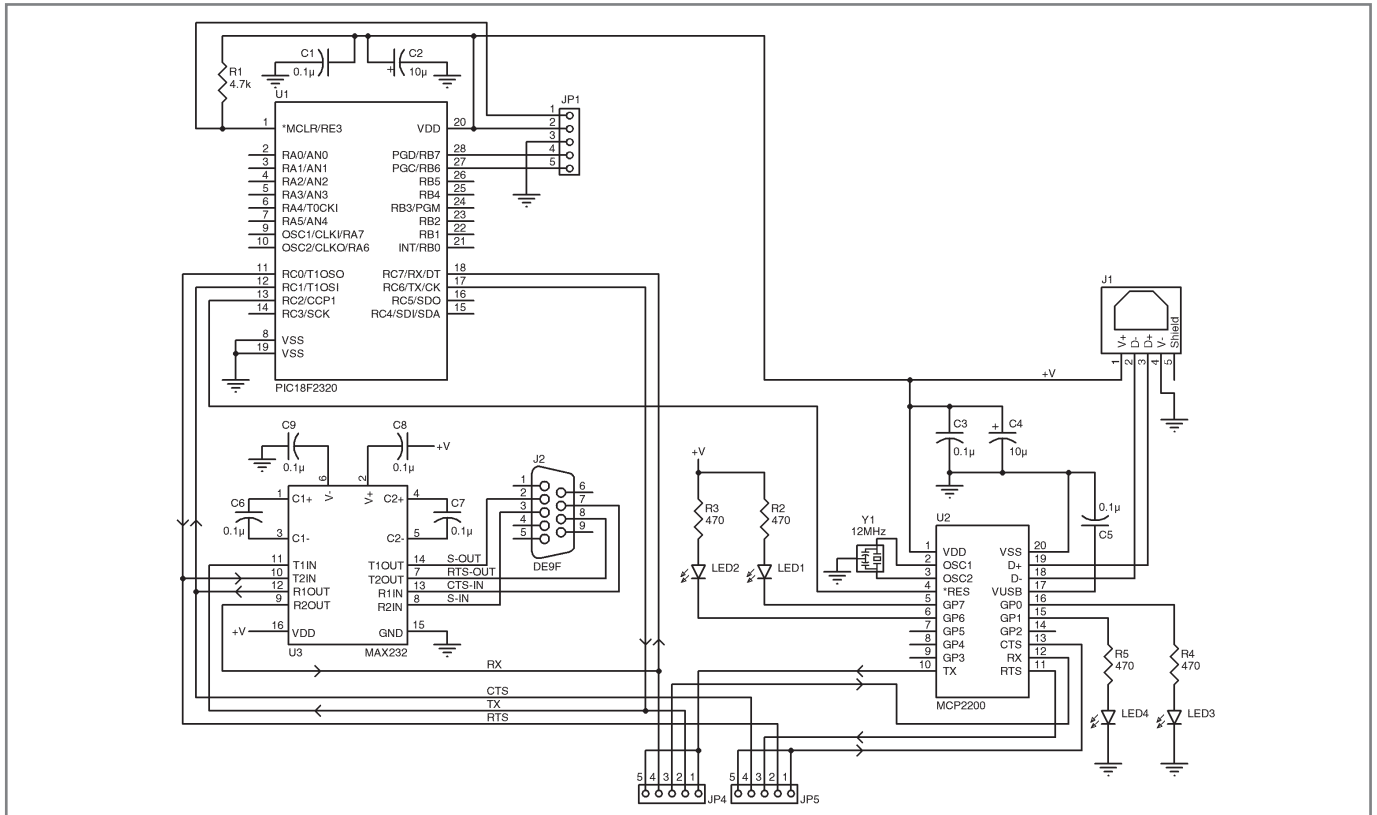 R1
4.7k
C1
0.1µ
C2
+
10µ
U1
JP1
1
2
3
4
5
1 *MCLR/RE3
VDD 20
2 RA0/AN0
3 RA1/AN1
4 RA2/AN2
5 RA3/AN3
6 RA4/T0CKI
7 RA5/AN4
9 OSC1/CLKI/RA7
10 OSC2/CLKO/RA6
PGD/RB7 28
PGC/RB6 27
RB5 26
RB4 25
RB3/PGM 24
RB2 23
RB1 22
INT/RB0 21
11 RC0/T1OSO
12 RC1/T1OSI
13 RC2/CCP1
14 RC3/SCK
RC7/RX/DT 18
RC6/TX/CK 17
RC5/SDO 16
RC4/SDI/SDA 15
8 VSS
19 VSS
PIC18F2320
J1
V+
D-
D+
V-
Shield
1
2
3
4
5
+V
C3
0.1µ
+
C4
10µ
0.1µ
C5
C9
0.1µ
C8
0.1µ
+V
6
V-
2
V+
C6
0.1µ
1 C1+
3 C1-
C2+ 4
C2- 5
C7
0.1µ
11 T1IN
10 T2IN
12 R1OUT
9 R2OUT
T1OUT 14 S-OUT
T2OUT 7 RTS-OUT
R1IN 13 CTS-IN
R2IN 8 S-IN
+V 16 VDD
GND 15
U3
MAX232
J2
1
2
3
4
5
6
7
8
9
DE9F
+V
R3
470
R2
470
LED2
LED1
Y1
12MHz
U2
1 VDD
2 OSC1
3 OSC2
4 *RES
5 GP7
6 GP6
7 GP5
8 GP4
9 GP3
10 TX
VSS 20
D+ 19
D- 18
VUSB 17
GP0 16
GP1 15
GP2 14
CTS 13
RX 12
RTS 11
MCP2200
R5
470
R4
470
LED4
LED3
RX
CTS
TX
RTS
5 4 3 2 1
JP4
5 4 3 2 1
JP5